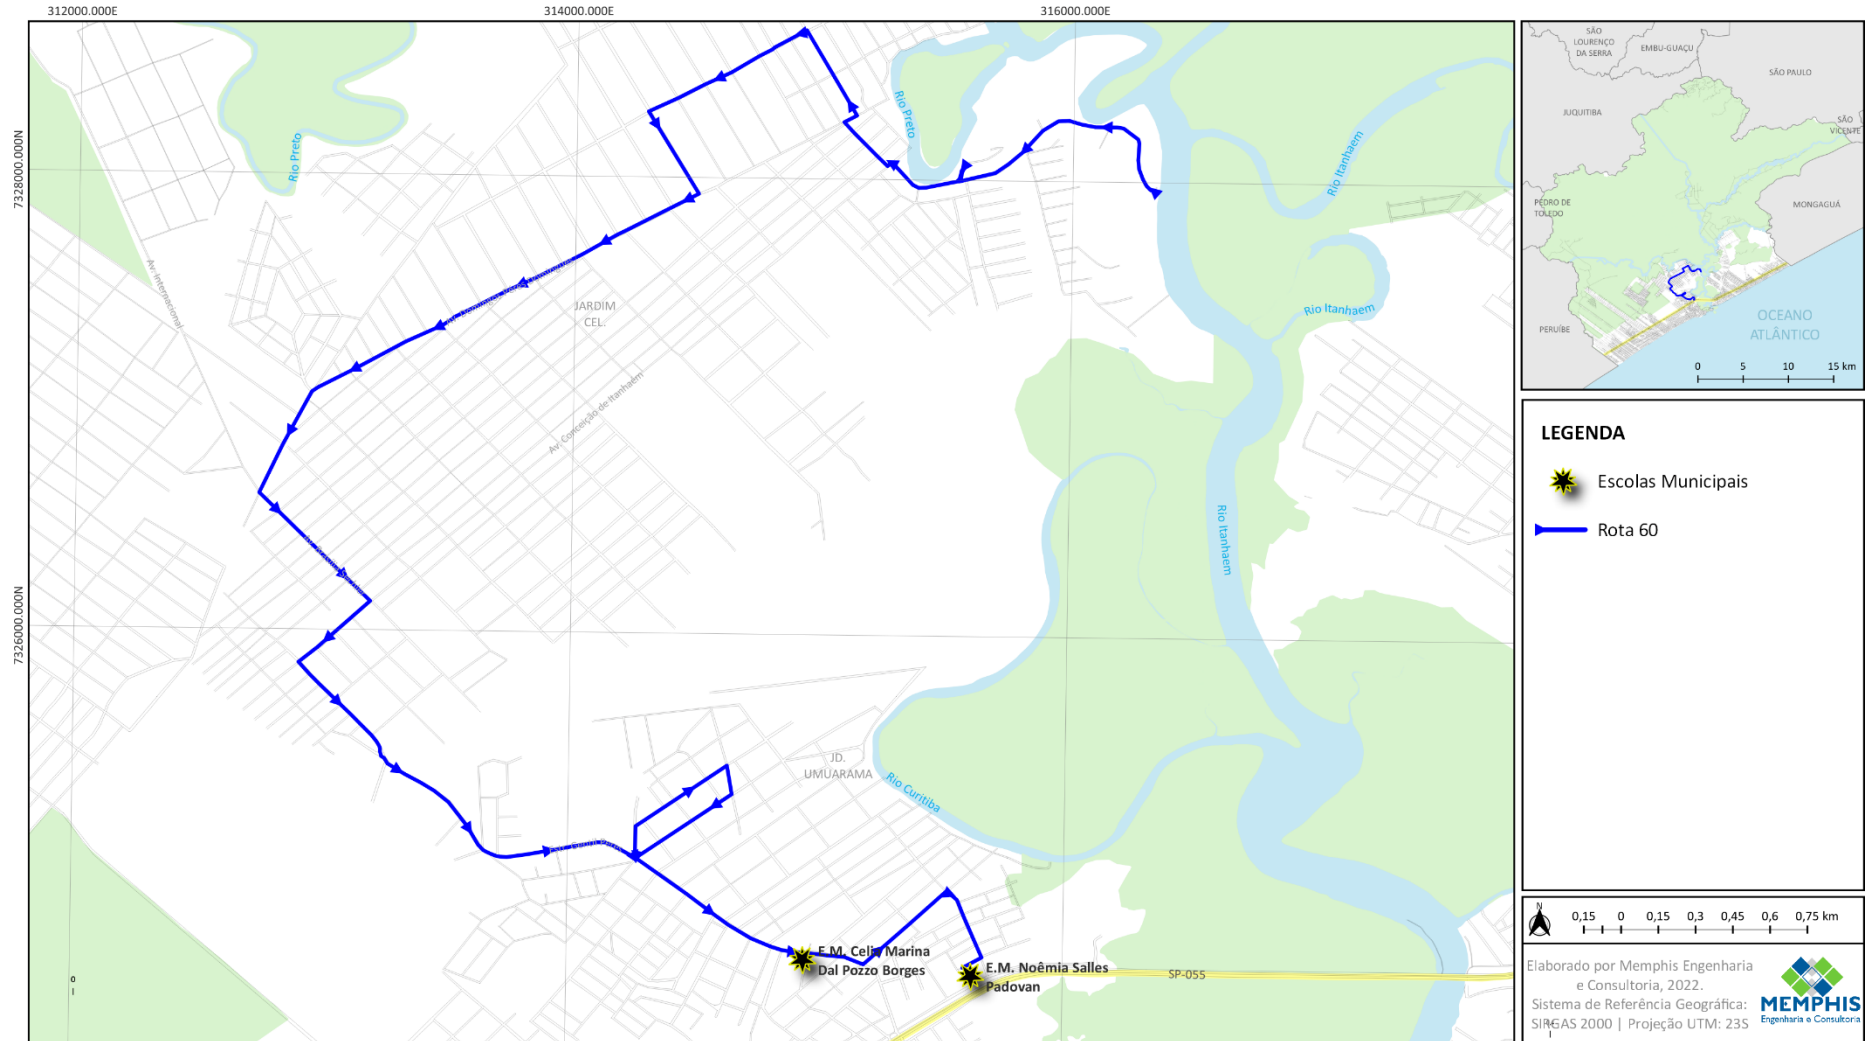 312000.000E
314000.000E
316000.000E
7328000.000N
7326000.000N
Rio Preto
Rio Preto
Rio Itanhaem
Rio Itanhaem
Rio Itanhaem
Rio Curitiba
Av. Internacional
JARDIM
CEL.
Av. Conceição de Itanhaém
JD.
UMUARAMA
E.M. Celia Marina
Dal Pozzo Borges
E.M. Noêmia Salles
Padovan
SP-055
SÃO
LOURENÇO
DA SERRA
EMBU-GUAÇU
SÃO PAULO
JUQUITIBA
SÃO
VICENTE
PEDRO DE
TOLEDO
MONGAGUÁ
PERUÍBE
OCEANO
ATLÂNTICO
0 5 10 15 km
LEGENDA
Escolas Municipais
Rota 60
N
0,15 0 0,15 0,3 0,45 0,6 0,75 km
Elaborado por Memphis Engenharia
e Consultoria, 2022.
Sistema de Referência Geográfica:
SIRGAS 2000 | Projeção UTM: 23S
MEMPHIS
Engenharia e Consultoria